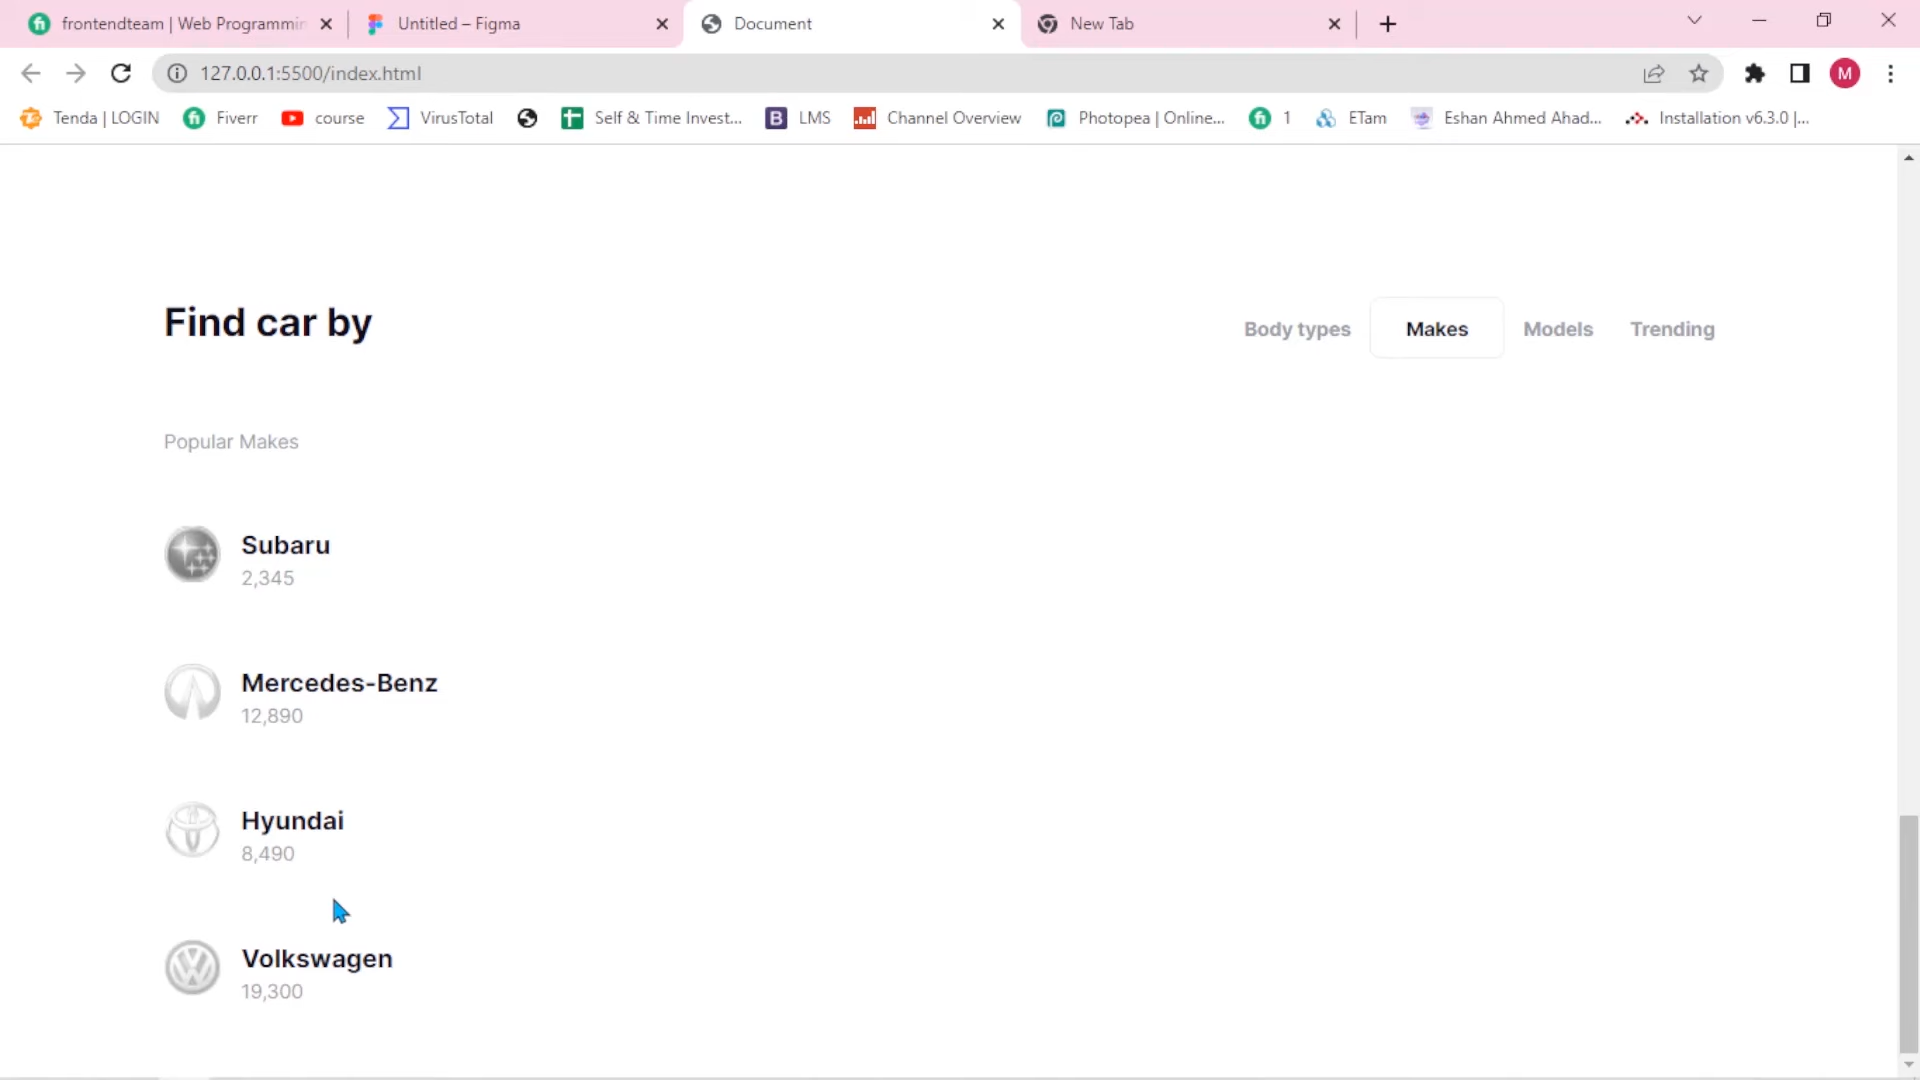 frontendteam | Web Programmin
Untitled – Figma
Document
New Tab
127.0.0.1:5500/index.html
M
Tenda | LOGIN
Fiverr
course
VirusTotal
Self & Time Invest...
B LMS
Channel Overview
Photopea | Online...
1
ETam
Eshan Ahmed Ahad...
Installation v6.3.0 |...
Find car by
Body types
Makes
Models
Trending
Popular Makes
Subaru
2,345
Mercedes-Benz
12,890
Hyundai
8,490
Volkswagen
19,300